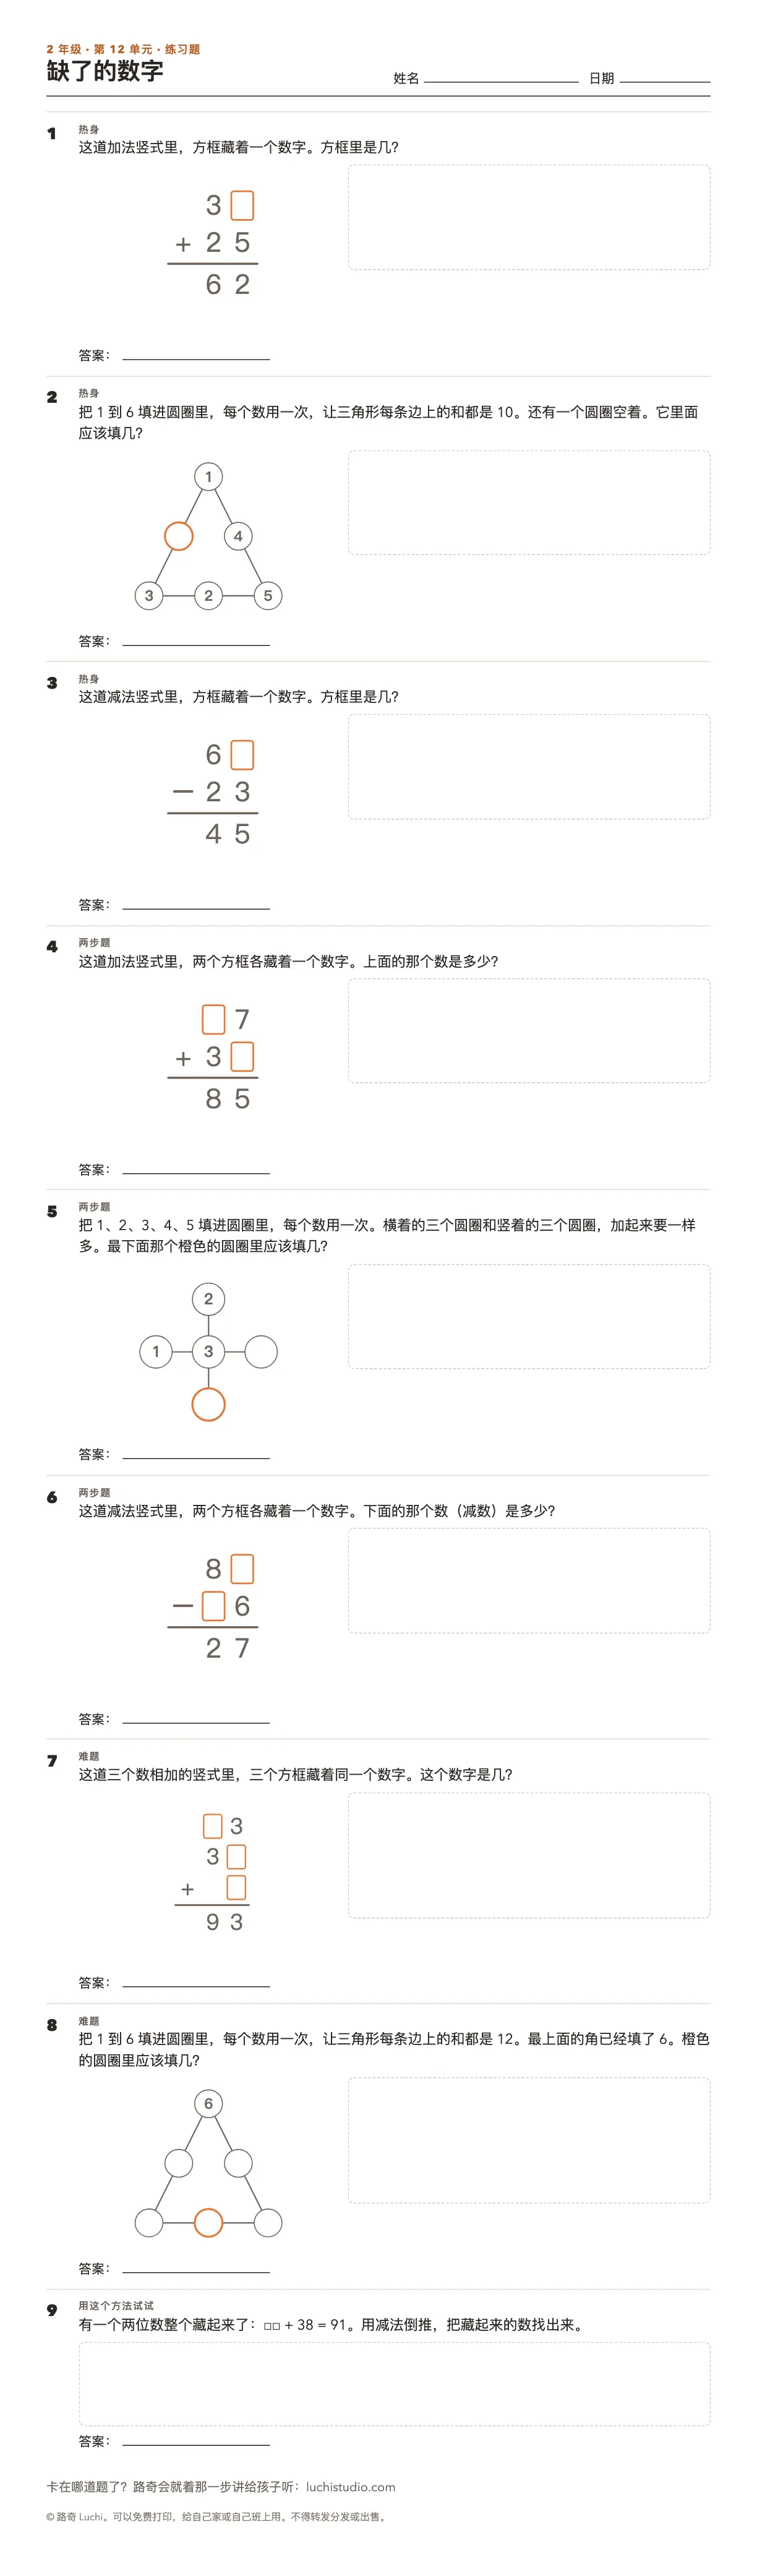 2 年级 · 第 12 单元 · 练习题
缺了的数字
姓名 日期
1
热身
这道加法竖式里，方框藏着一个数字。方框里是几？
3 □
+ 2 5
6 2
答案：
2
热身
把 1 到 6 填进圆圈里，每个数用一次，让三角形每条边上的和都是 10。还有一个圆圈空着。它里面
应该填几？
1
4
3 2 5
答案：
3
热身
这道减法竖式里，方框藏着一个数字。方框里是几？
6 □
− 2 3
4 5
答案：
4
两步题
这道加法竖式里，两个方框各藏着一个数字。上面的那个数是多少？
□ 7
+ 3 □
8 5
答案：
5
两步题
把 1、2、3、4、5 填进圆圈里，每个数用一次。横着的三个圆圈和竖着的三个圆圈，加起来要一样
多。最下面那个橙色的圆圈里应该填几？
2
1 3
答案：
6
两步题
这道减法竖式里，两个方框各藏着一个数字。下面的那个数（减数）是多少？
8 □
− □ 6
2 7
答案：
7
难题
这道三个数相加的竖式里，三个方框藏着同一个数字。这个数字是几？
□ 3
3 □
+ □
9 3
答案：
8
难题
把 1 到 6 填进圆圈里，每个数用一次，让三角形每条边上的和都是 12。最上面的角已经填了 6。橙色
的圆圈里应该填几？
6
答案：
9
用这个方法试试
有一个两位数整个藏起来了：□□ + 38 = 91。用减法倒推，把藏起来的数找出来。
答案：
卡在哪道题了？路奇会就着那一步讲给孩子听：luchistudio.com
© 路奇 Luchi。可以免费打印，给自己家或自己班上用。不得转发分发或出售。